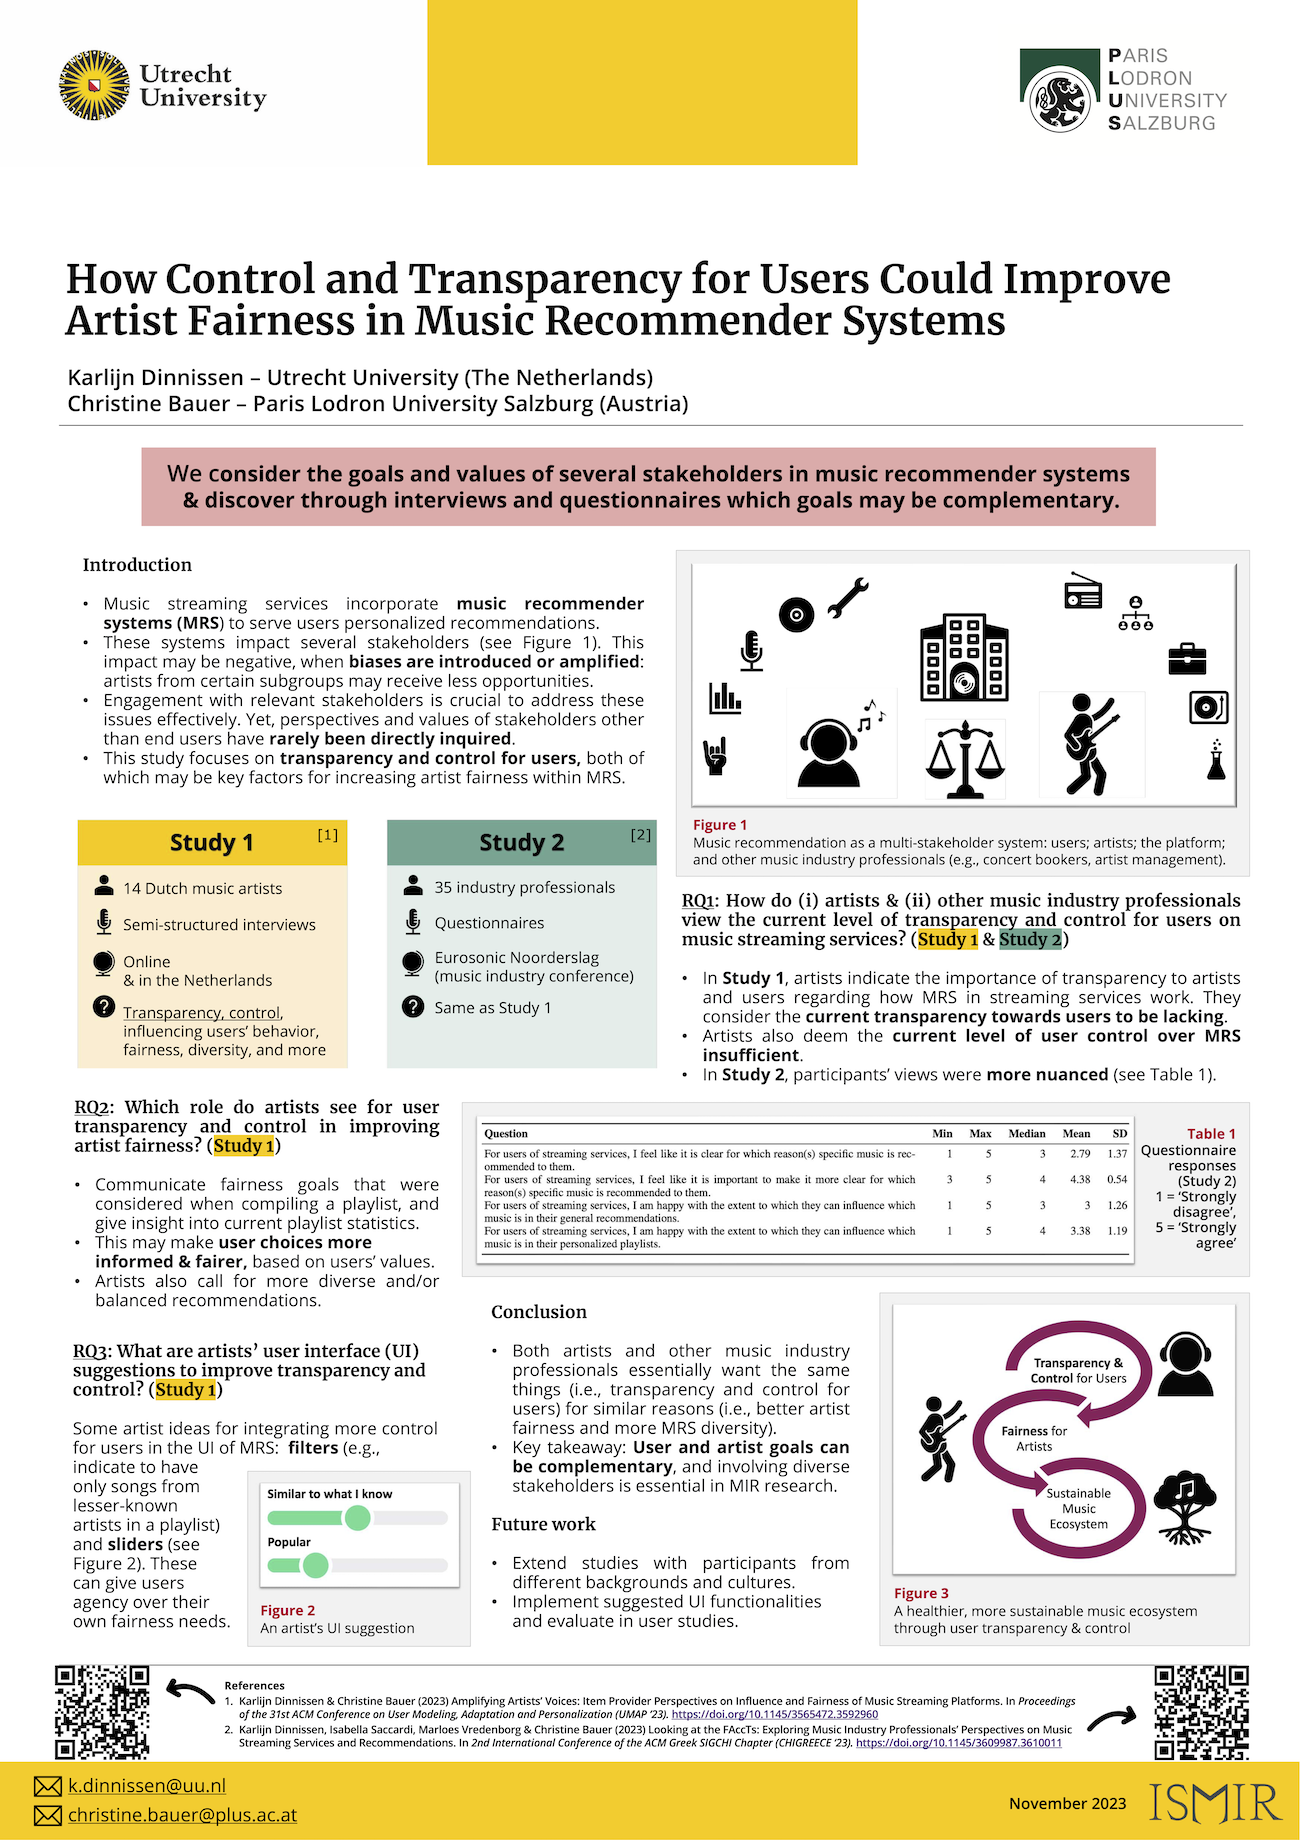 Utrecht
University
PARIS
LODRON
UNIVERSITY
SALZBURG
How Control and Transparency for Users Could Improve
Artist Fairness in Music Recommender Systems
Karlijn Dinnissen – Utrecht University (The Netherlands)
Christine Bauer – Paris Lodron University Salzburg (Austria)
We consider the goals and values of several stakeholders in music recommender systems
& discover through interviews and questionnaires which goals may be complementary.
Introduction
• Music streaming services incorporate music recommender
systems (MRS) to serve users personalized recommendations.
• These systems impact several stakeholders (see Figure 1). This
impact may be negative, when biases are introduced or amplified:
artists from certain subgroups may receive less opportunities.
• Engagement with relevant stakeholders is crucial to address these
issues effectively. Yet, perspectives and values of stakeholders other
than end users have rarely been directly inquired.
• This study focuses on transparency and control for users, both of
which may be key factors for increasing artist fairness within MRS.
Figure 1
Music recommendation as a multi-stakeholder system: users; artists; the platform;
and other music industry professionals (e.g., concert bookers, artist management).
Study 1 [1]
14 Dutch music artists
Semi-structured interviews
Online
& in the Netherlands
Transparency, control,
influencing users' behavior,
fairness, diversity, and more
Study 2 [2]
35 industry professionals
Questionnaires
Eurosonic Noorderslag
(music industry conference)
Same as Study 1
RQ1: How do (i) artists & (ii) other music industry professionals
view the current level of transparency and control for users on
music streaming services? (Study 1 & Study 2)
• In Study 1, artists indicate the importance of transparency to artists
and users regarding how MRS in streaming services work. They
consider the current transparency towards users to be lacking.
• Artists also deem the current level of user control over MRS
insufficient.
• In Study 2, participants' views were more nuanced (see Table 1).
RQ2: Which role do artists see for user
transparency and control in improving
artist fairness? (Study 1)
• Communicate fairness goals that were
considered when compiling a playlist, and
give insight into current playlist statistics.
• This may make user choices more
informed & fairer, based on users' values.
• Artists also call for more diverse and/or
balanced recommendations.
Question Min Max Median Mean SD
For users of streaming services, I feel like it is clear for which reason(s) specific music is rec- 1 5 3 2.79 1.37
ommended to them.
For users of streaming services, I feel like it is important to make it more clear for which 3 5 4 4.38 0.54
reason(s) specific music is recommended to them.
For users of streaming services, I am happy with the extent to which they can influence which 1 5 3 3 1.26
music is in their general recommendations.
For users of streaming services, I am happy with the extent to which they can influence which 1 5 4 3.38 1.19
music is in their personalized playlists.
Table 1
Questionnaire
responses
(Study 2)
1 = 'Strongly
disagree',
5 = 'Strongly
agree'
RQ3: What are artists' user interface (UI)
suggestions to improve transparency and
control? (Study 1)
Some artist ideas for integrating more control
for users in the UI of MRS: filters (e.g.,
indicate to have
only songs from
lesser-known
artists in a playlist)
and sliders (see
Figure 2). These
can give users
agency over their
own fairness needs.
Similar to what I know
Popular
Figure 2
An artist's UI suggestion
Conclusion
• Both artists and other music industry
professionals essentially want the same
things (i.e., transparency and control for
users) for similar reasons (i.e., better artist
fairness and more MRS diversity).
• Key takeaway: User and artist goals can
be complementary, and involving diverse
stakeholders is essential in MIR research.
Future work
• Extend studies with participants from
different backgrounds and cultures.
• Implement suggested UI functionalities
and evaluate in user studies.
Transparency &
Control for Users
Fairness for
Artists
Sustainable
Music
Ecosystem
Figure 3
A healthier, more sustainable music ecosystem
through user transparency & control
References
1. Karlijn Dinnissen & Christine Bauer (2023) Amplifying Artists' Voices: Item Provider Perspectives on Influence and Fairness of Music Streaming Platforms. In Proceedings
of the 31st ACM Conference on User Modeling, Adaptation and Personalization (UMAP '23). https://doi.org/10.1145/3565472.3592960
2. Karlijn Dinnissen, Isabella Saccardi, Marloes Vredenborg & Christine Bauer (2023) Looking at the FAccTs: Exploring Music Industry Professionals' Perspectives on Music
Streaming Services and Recommendations. In 2nd International Conference of the ACM Greek SIGCHI Chapter (CHIGREECE '23). https://doi.org/10.1145/3609987.3610011
k.dinnissen@uu.nl
christine.bauer@plus.ac.at
November 2023
ISMIR